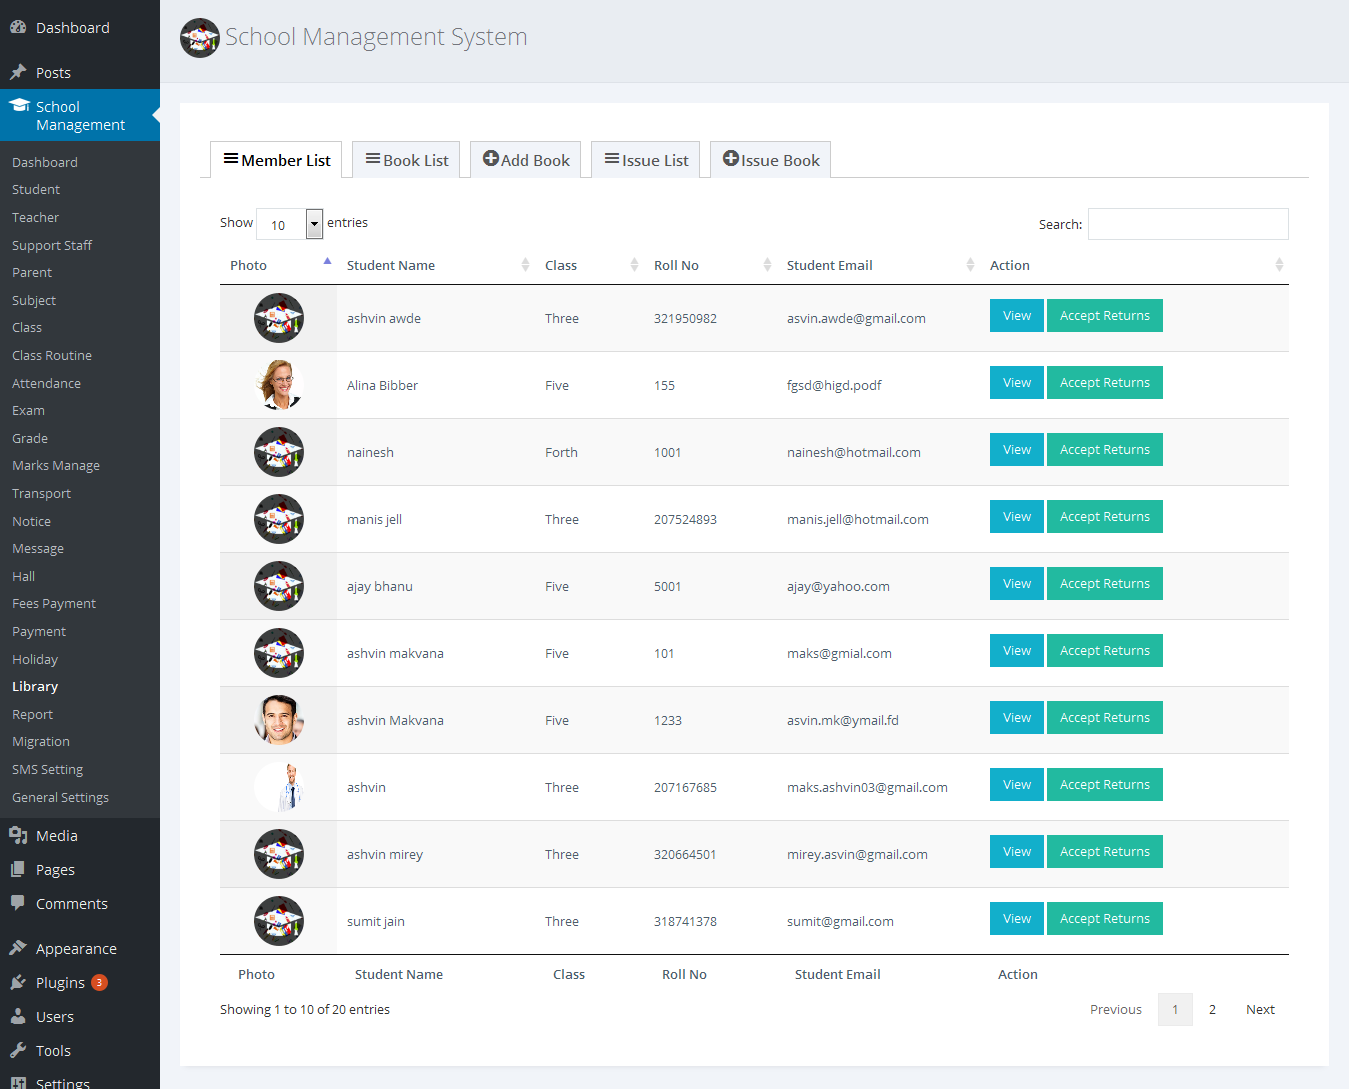 Dashboard
Posts
School
Management
Dashboard
Student
Teacher
Support Staff
Parent
Subject
Class
Class Routine
Attendance
Exam
Grade
Marks Manage
Transport
Notice
Message
Hall
Fees Payment
Payment
Holiday
Library
Report
Migration
SMS Setting
General Settings
Media
Pages
Comments
Appearance
Plugins 3
Users
Tools
Settings
School Management System
Member List Book List Add Book Issue List Issue Book
Show 10 entries Search:
Photo Student Name Class Roll No Student Email Action
ashvin awde Three 321950982 asvin.awde@gmail.com View Accept Returns
Alina Bibber Five 155 fgsd@higd.podf View Accept Returns
nainesh Forth 1001 nainesh@hotmail.com View Accept Returns
manis jell Three 207524893 manis.jell@hotmail.com View Accept Returns
ajay bhanu Five 5001 ajay@yahoo.com View Accept Returns
ashvin makvana Five 101 maks@gmial.com View Accept Returns
ashvin Makvana Five 1233 asvin.mk@ymail.fd View Accept Returns
ashvin Three 207167685 maks.ashvin03@gmail.com View Accept Returns
ashvin mirey Three 320664501 mirey.asvin@gmail.com View Accept Returns
sumit jain Three 318741378 sumit@gmail.com View Accept Returns
Photo Student Name Class Roll No Student Email Action
Showing 1 to 10 of 20 entries Previous 1 2 Next